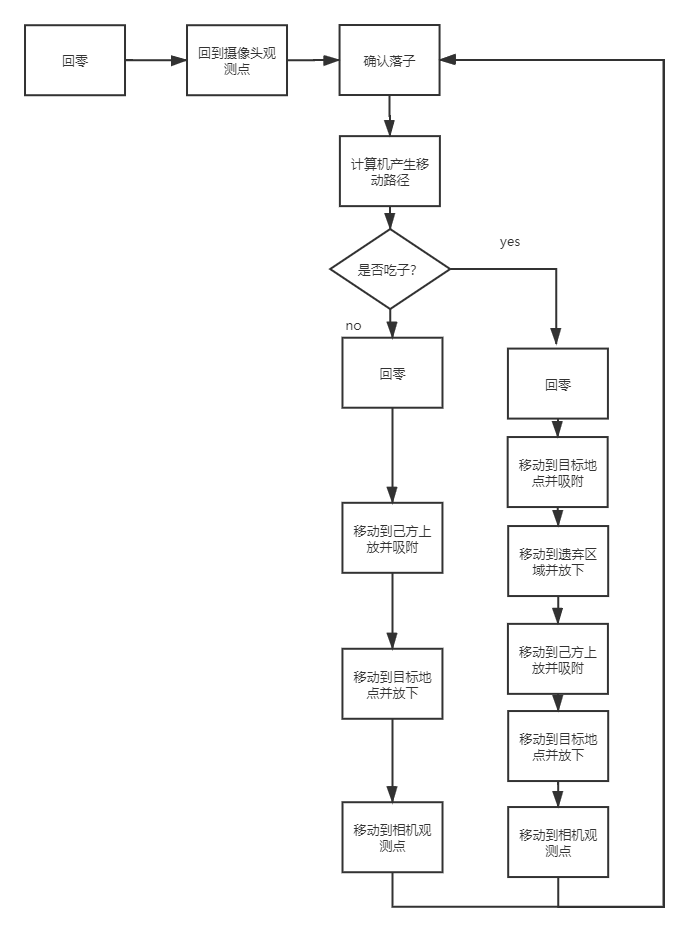 回零
回到摄像头观
测点
确认落子
计算机产生移
动路径
是否吃子?
yes
no
回零
移动到己方上
放并吸附
移动到目标地
点并放下
移动到相机观
测点
回零
移动到目标地
点并吸附
移动到遗弃区
域并放下
移动到己方上
放并吸附
移动到目标地
点并放下
移动到相机观
测点